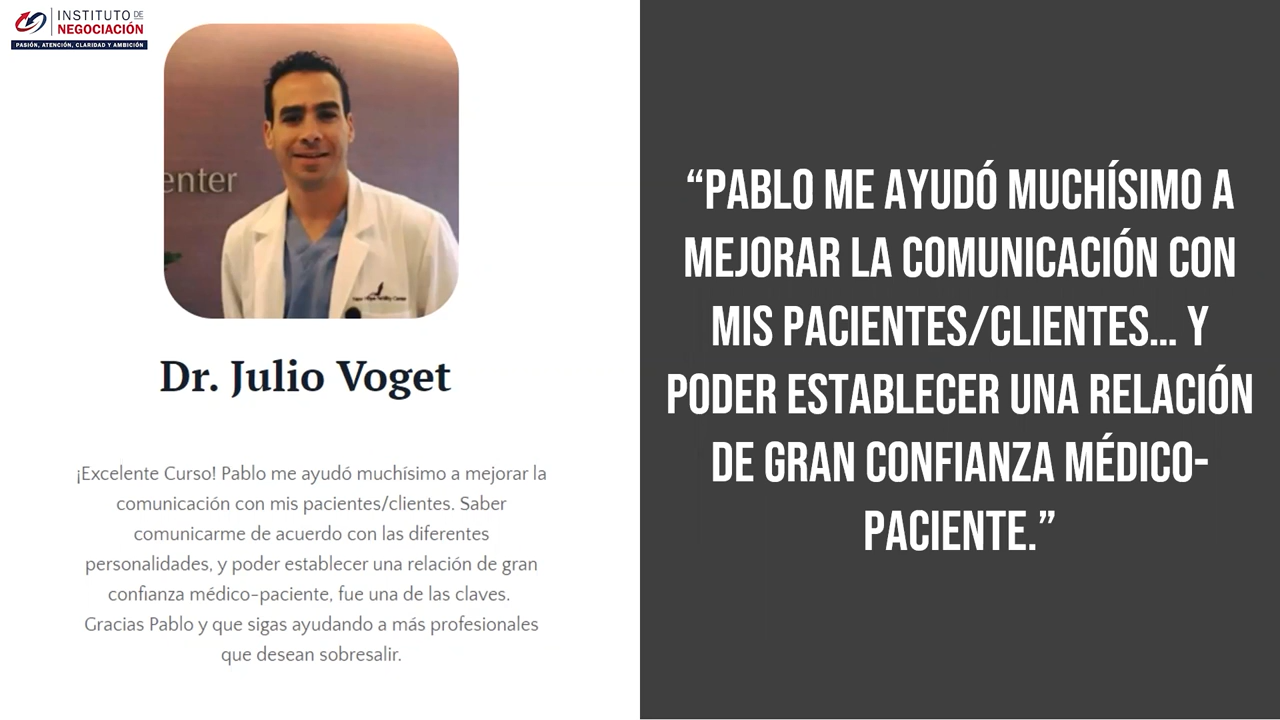 INSTITUTO DE
NEGOCIACIÓN
PASIÓN, ATENCIÓN, CLARIDAD Y AMBICIÓN
enter
Dr. Julio Voget
¡Excelente Curso! Pablo me ayudó muchísimo a mejorar la
comunicación con mis pacientes/clientes. Saber
comunicarme de acuerdo con las diferentes
personalidades, y poder establecer una relación de gran
confianza médico-paciente, fue una de las claves.
Gracias Pablo y que sigas ayudando a más profesionales
que desean sobresalir.
“PABLO ME AYUDÓ MUCHÍSIMO A
MEJORAR LA COMUNICACIÓN CON
MIS PACIENTES/CLIENTES... Y
PODER ESTABLECER UNA RELACIÓN
DE GRAN CONFIANZA MÉDICO-
PACIENTE.”